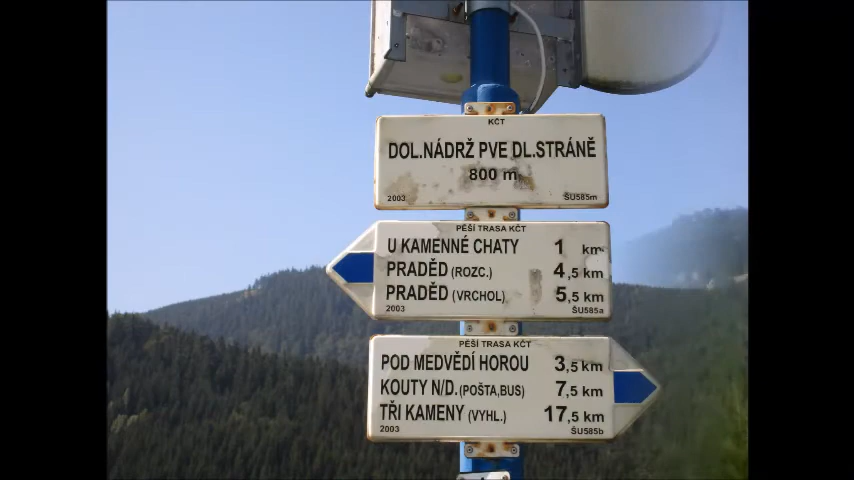 KČT
DOL.NÁDRŽ PVE DL.STRÁNĚ
800 m
2003 ŠU585m
PĚŠÍ TRASA KČT
U KAMENNÉ CHATY 1 km
PRADĚD (ROZC.) 4,5 km
PRADĚD (VRCHOL) 5,5 km
2003 ŠU585a
PĚŠÍ TRASA KČT
POD MEDVĚDÍ HOROU 3,5 km
KOUTY N/D. (POŠTA,BUS) 7,5 km
TŘI KAMENY (VYHL.) 17,5 km
2003 ŠU585b